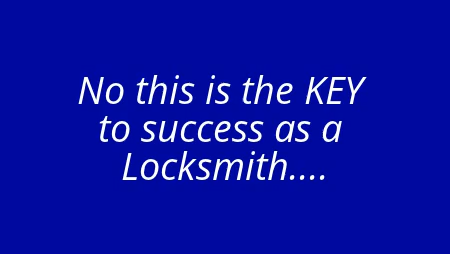 No this is the KEY
to success as a
Locksmith....